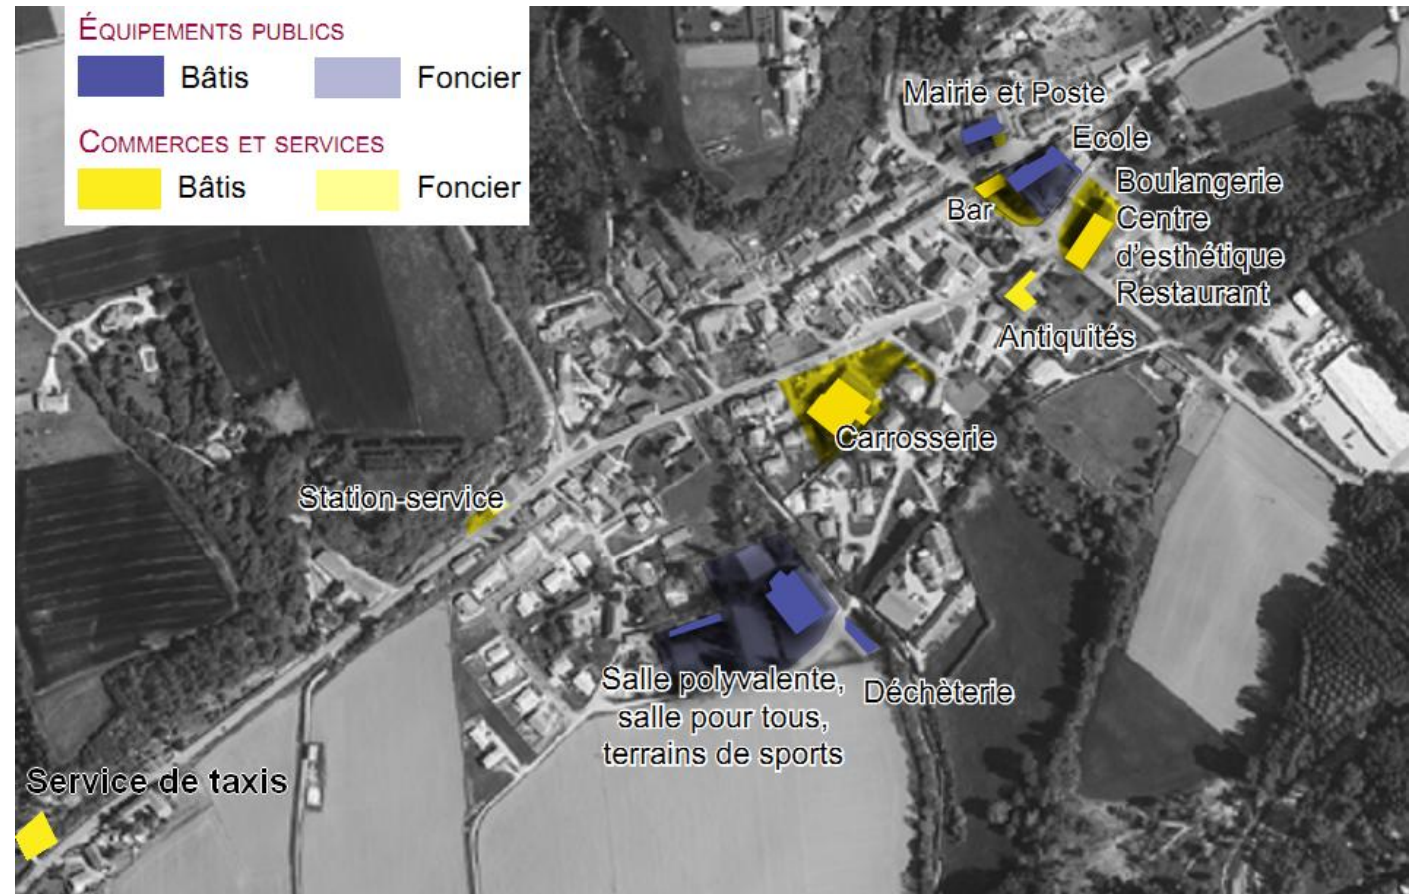 ÉQUIPEMENTS PUBLICS
Bâtis
Foncier
COMMERCES ET SERVICES
Bâtis
Foncier
Mairie et Poste
Ecole
Boulangerie
Centre
d'esthétique
Restaurant
Bar
Antiquités
Carrosserie
Station-service
Salle polyvalente,
salle pour tous,
terrains de sports
Déchèterie
Service de taxis